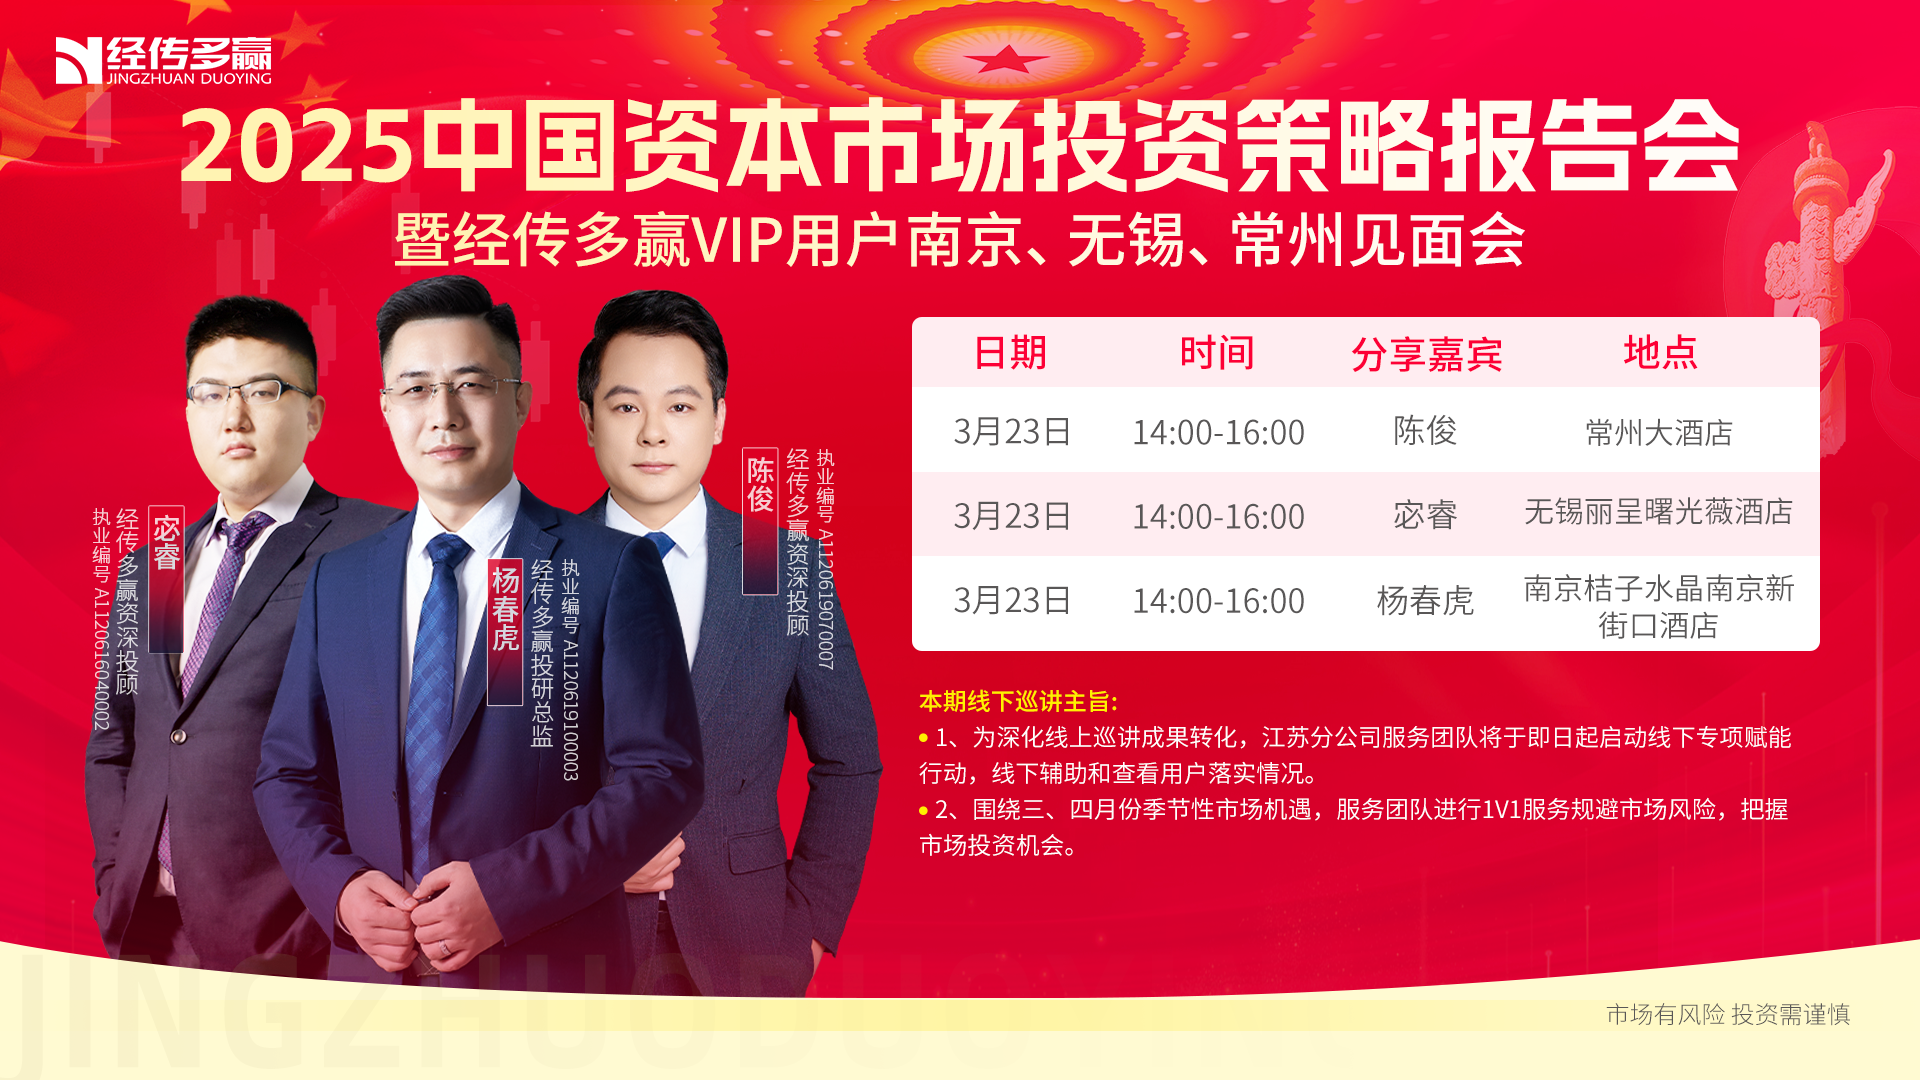 经传多赢
JINGZHUAN DUOYING
2025中国资本市场投资策略报告会
暨经传多赢VIP用户南京、无锡、常州见面会
宓睿
经传多赢资深投顾
执业编号 A1120616040002
杨春虎
经传多赢投研总监
执业编号 A1120619100003
陈俊
经传多赢资深投顾
执业编号 A1120619070007
日期 时间 分享嘉宾 地点
3月23日 14:00-16:00 陈俊 常州大酒店
3月23日 14:00-16:00 宓睿 无锡丽呈曙光薇酒店
3月23日 14:00-16:00 杨春虎 南京桔子水晶南京新
街口酒店
本期线下巡讲主旨:
• 1、为深化线上巡讲成果转化，江苏分公司服务团队将于即日起启动线下专项赋能
行动，线下辅助和查看用户落实情况。
• 2、围绕三、四月份季节性市场机遇，服务团队进行1V1服务规避市场风险，把握
市场投资机会。
JINGZHUODUOYING
市场有风险 投资需谨慎